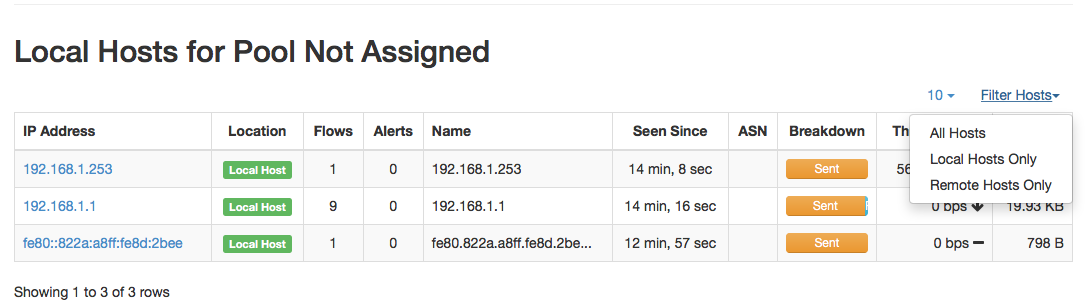 Local Hosts for Pool Not Assigned
10 Filter Hosts
IP Address Location Flows Alerts Name Seen Since ASN Breakdown
All Hosts
Local Hosts Only
Remote Hosts Only
192.168.1.253 Local Host 1 0 192.168.1.253 14 min, 8 sec Sent
192.168.1.1 Local Host 9 0 192.168.1.1 14 min, 16 sec Sent 0 bps 19.93 KB
fe80::822a:a8ff:fe8d:2bee Local Host 1 0 fe80.822a.a8ff.fe8d.2be... 12 min, 57 sec Sent 0 bps 798 B
Showing 1 to 3 of 3 rows